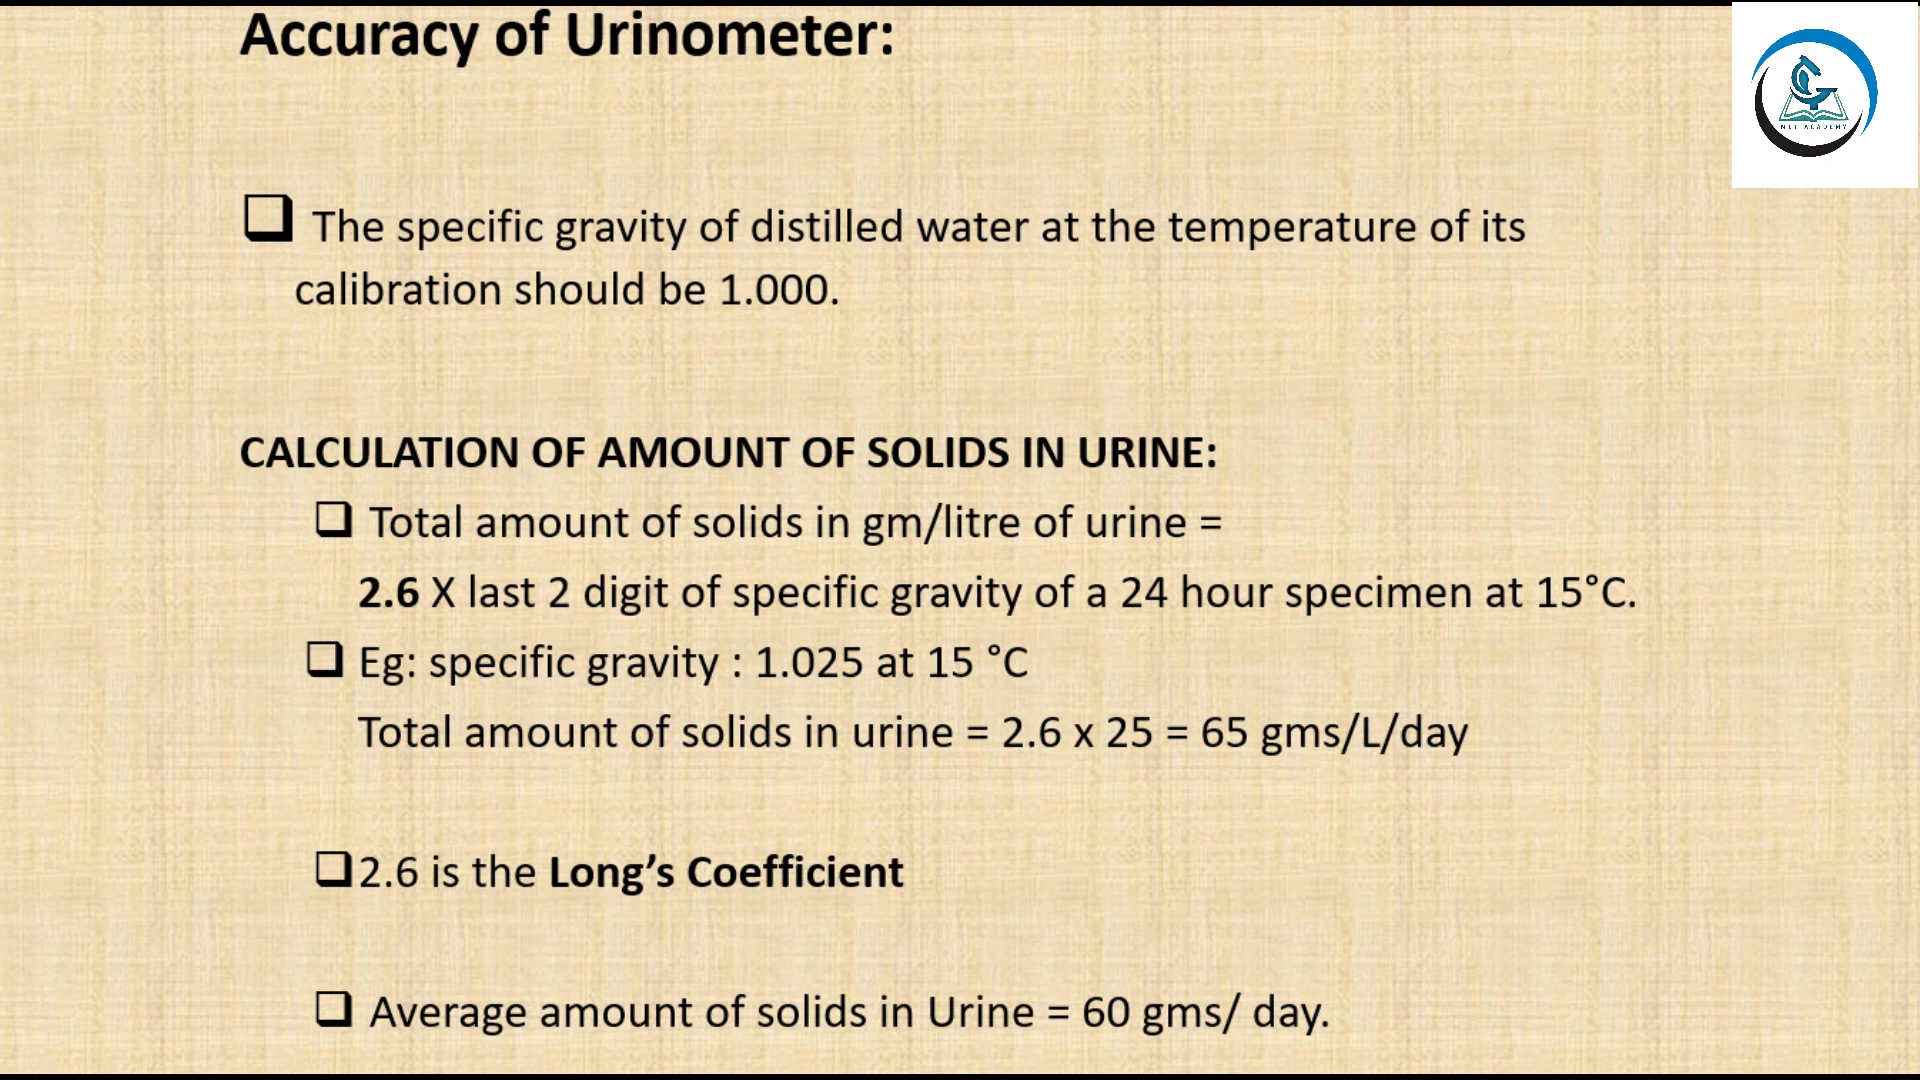 Accuracy of Urinometer:
The specific gravity of distilled water at the temperature of its
calibration should be 1.000.
CALCULATION OF AMOUNT OF SOLIDS IN URINE:
Total amount of solids in gm/litre of urine =
2.6 X last 2 digit of specific gravity of a 24 hour specimen at 15°C.
Eg: specific gravity : 1.025 at 15 °C
Total amount of solids in urine = 2.6 x 25 = 65 gms/L/day
2.6 is the Long’s Coefficient
Average amount of solids in Urine = 60 gms/ day.